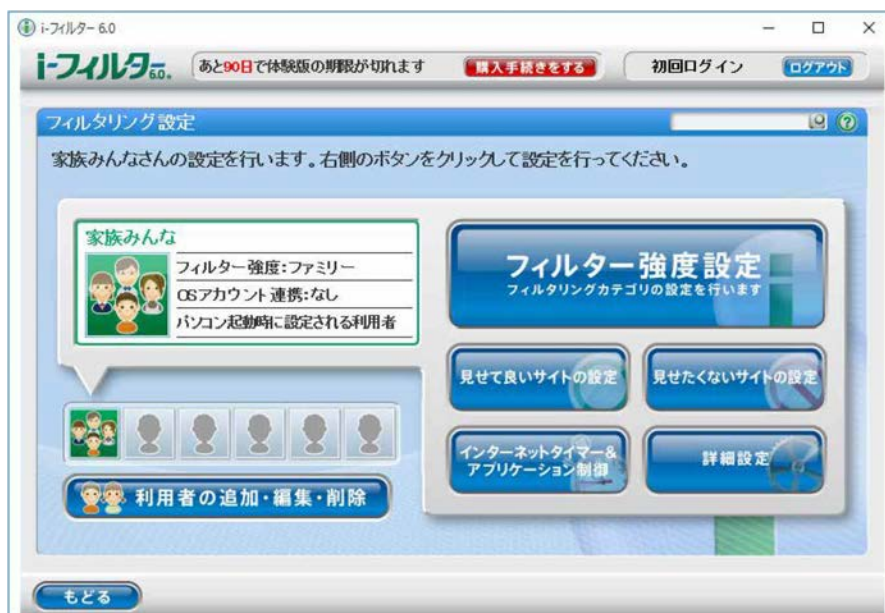 i-フィルター 6.0
i-フィルター 6.0.
あと90日で体験版の期限が切れます
購入手続きをする
初回ログイン
ログアウト
フィルタリング設定
家族みんなさんの設定を行います。右側のボタンをクリックして設定を行ってください。
家族みんな
フィルター強度:ファミリー
OSアカウント連携:なし
パソコン起動時に設定される利用者
フィルター強度設定
フィルタリングカテゴリの設定を行います
見せて良いサイトの設定
見せたくないサイトの設定
インターネットタイマー&
アプリケーション制御
詳細設定
利用者の追加・編集・削除
もどる